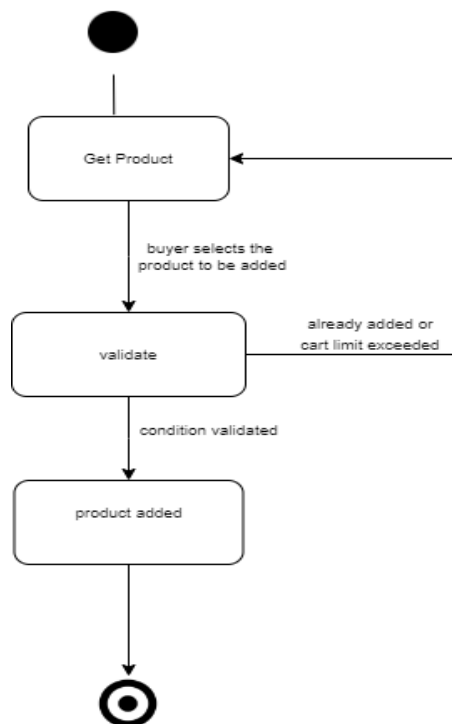 Get Product
buyer selects the
product to be added
already added or
cart limit exceeded
validate
condition validated
product added